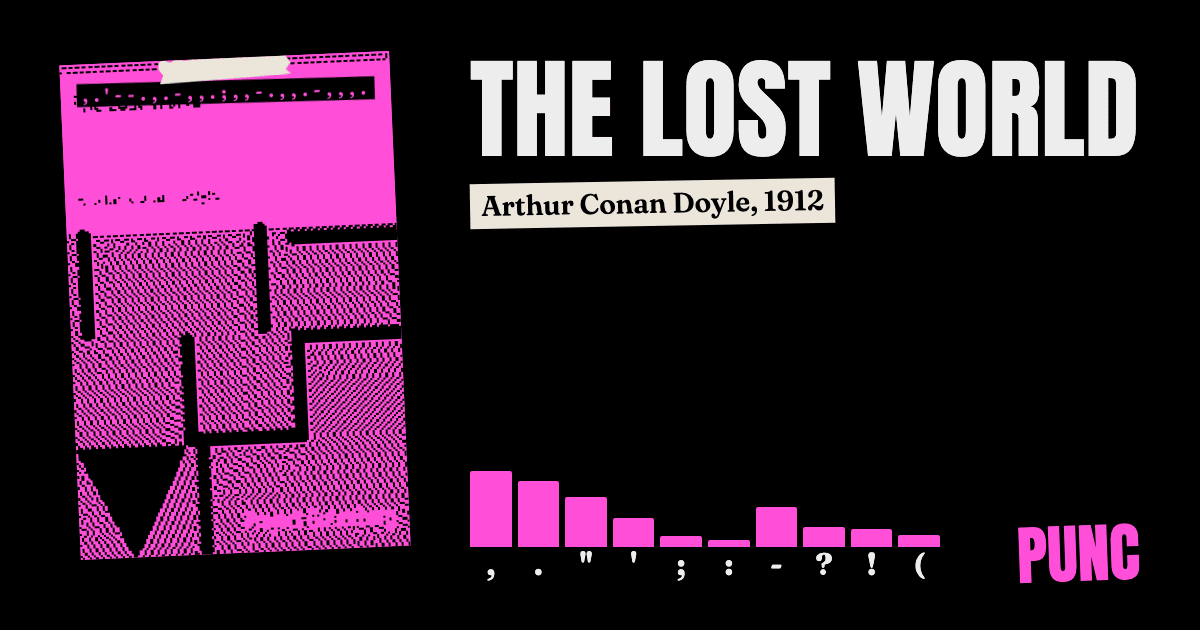 THE LOST WORLD
Arthur Conan Doyle, 1912
, . " ' ; : - ? ! (
PUNC